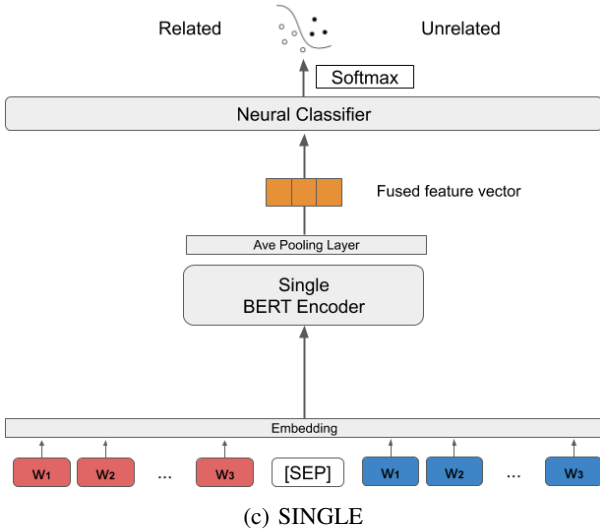 Related Unrelated
Softmax
Neural Classifier
Fused feature vector
Ave Pooling Layer
Single
BERT Encoder
Embedding
W1 W2 ... W3 [SEP] W1 W2 ... W3
(c) SINGLE